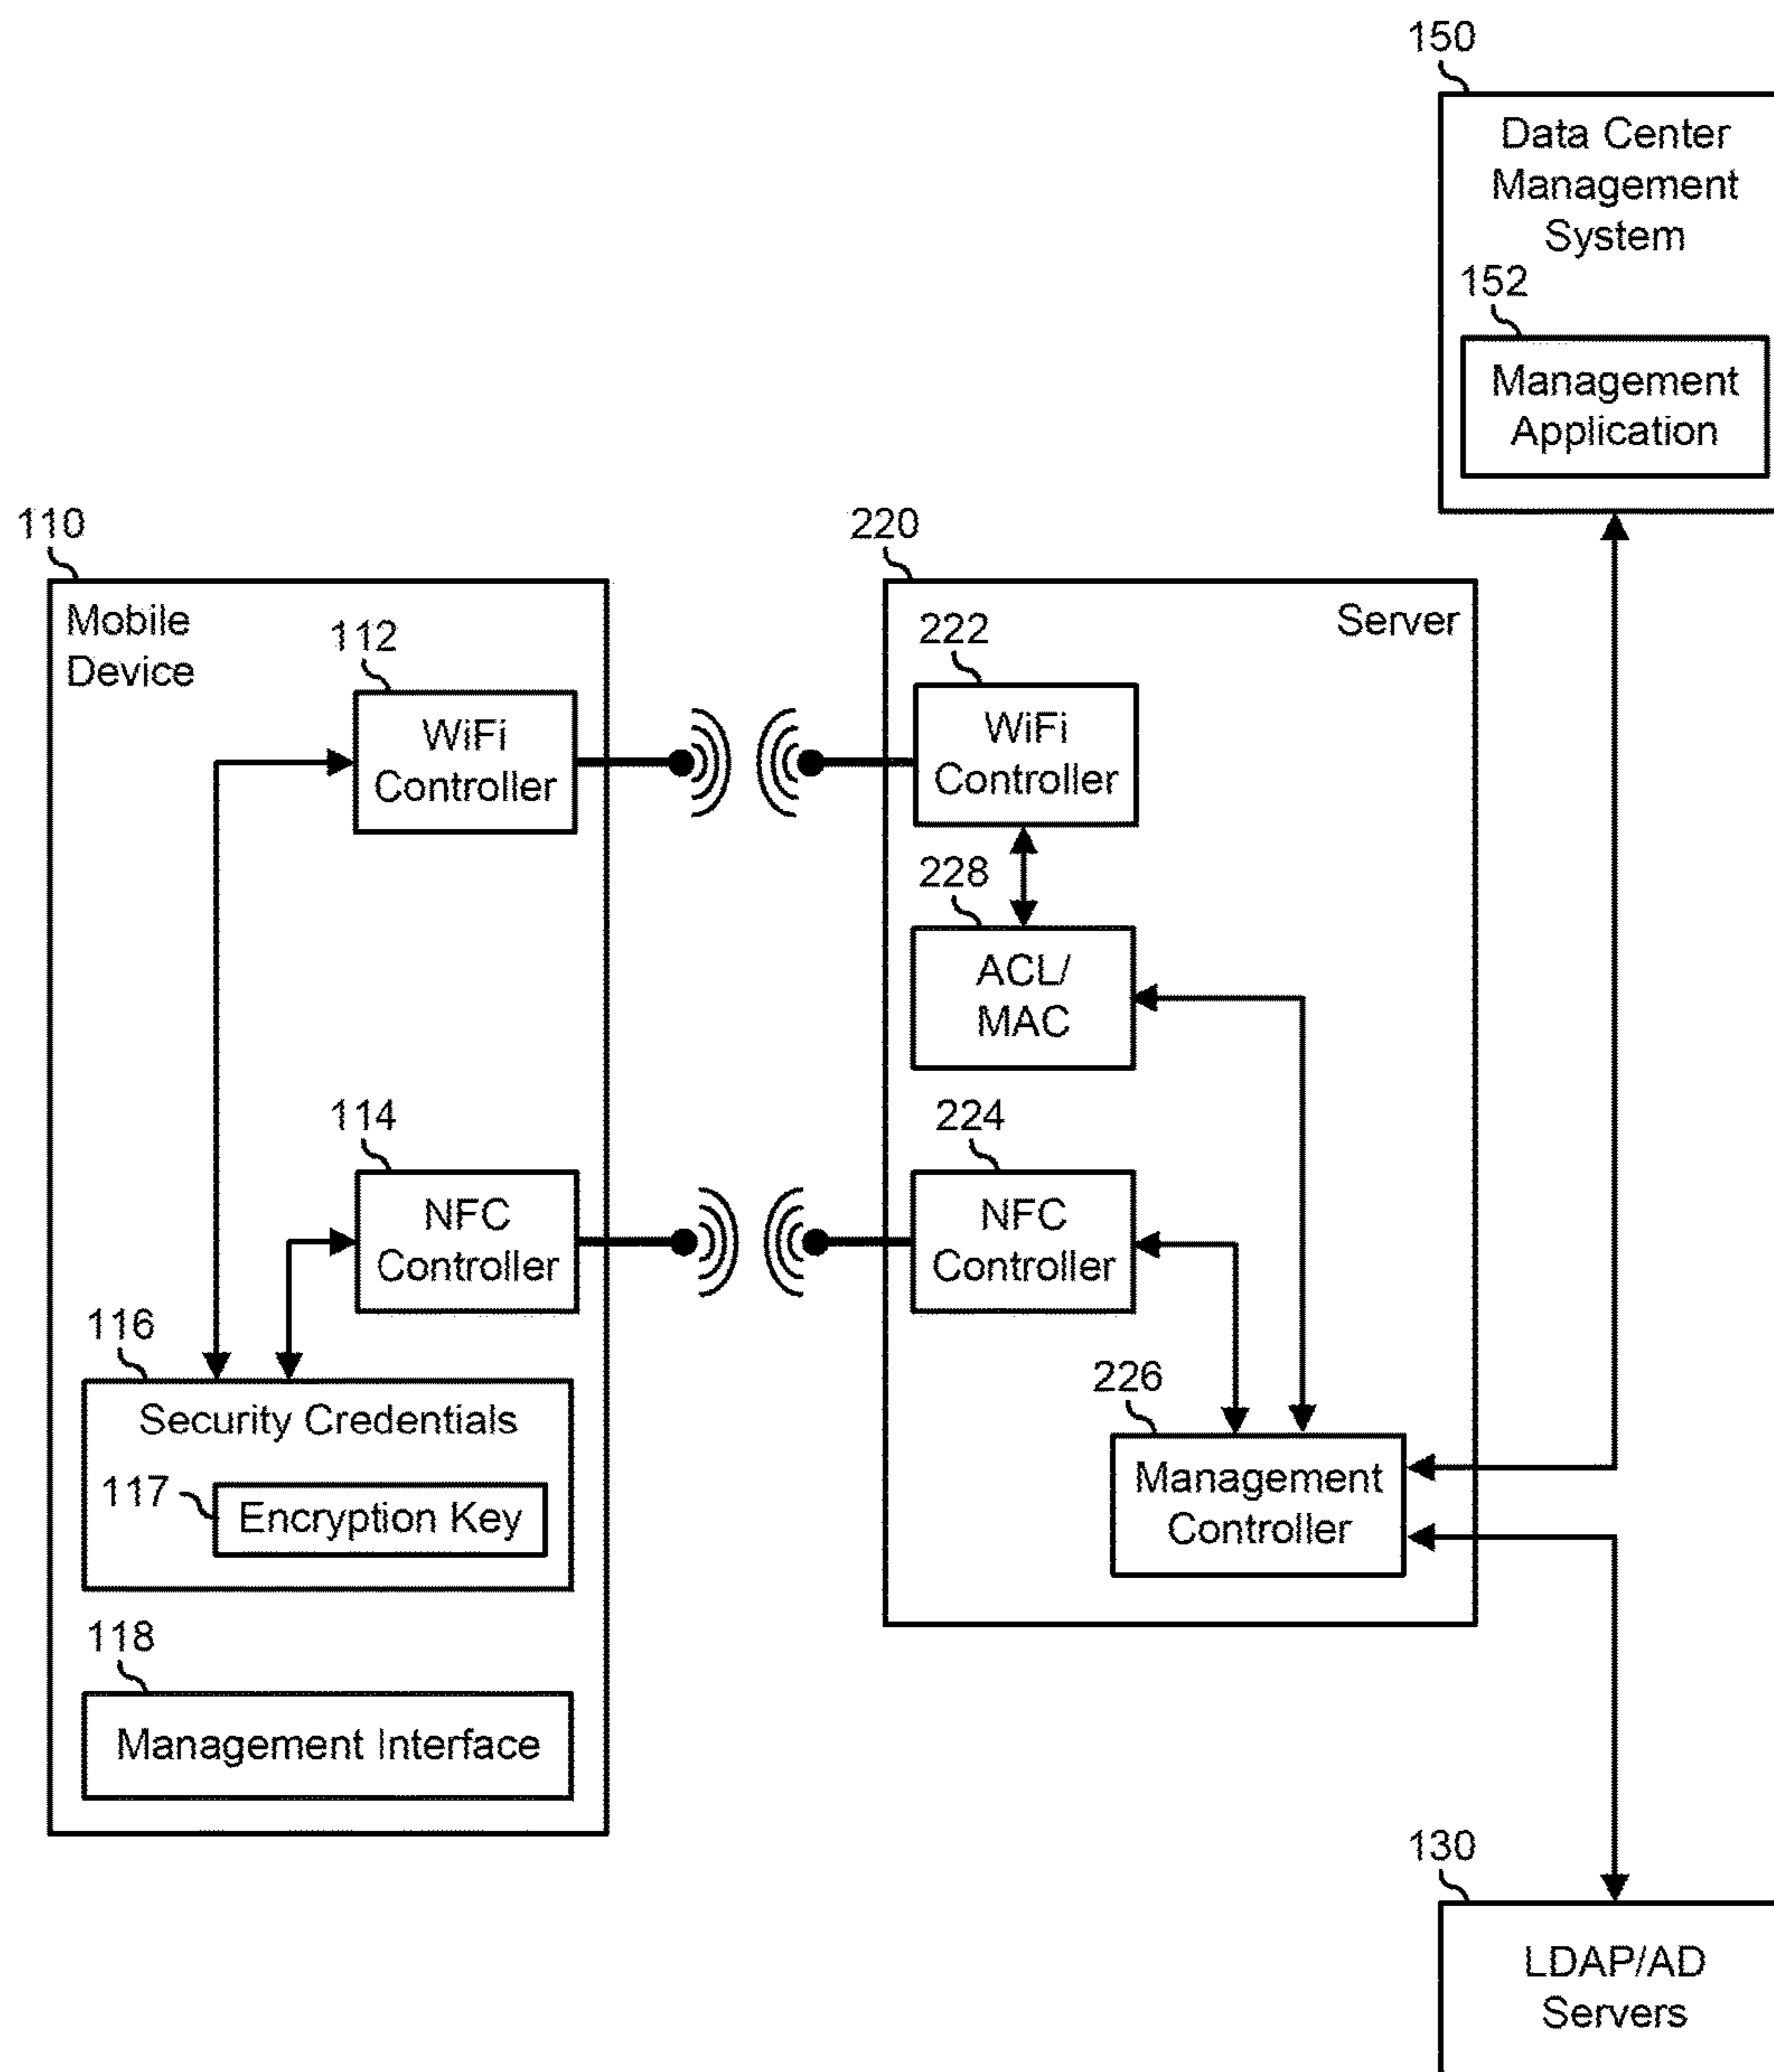 150
Data Center
Management
System
152
Management
Application
110
Mobile
Device
112
WiFi
Controller
114
NFC
Controller
116
Security Credentials
117
Encryption Key
118
Management Interface
220
Server
222
WiFi
Controller
228
ACL/
MAC
224
NFC
Controller
226
Management
Controller
130
LDAP/AD
Servers